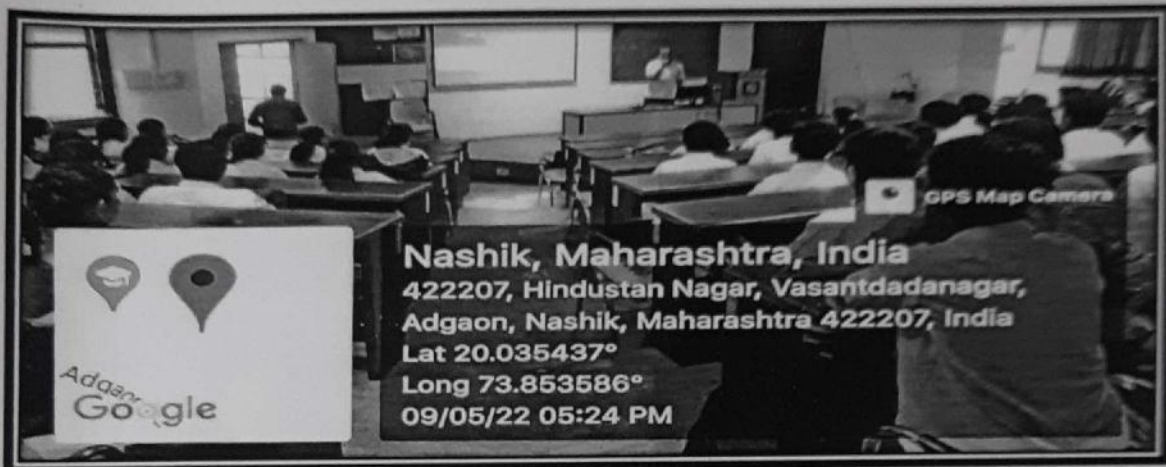 GPS Map Camera
Nashik, Maharashtra, India
422207, Hindustan Nagar, Vasantdadanagar,
Adgaon, Nashik, Maharashtra 422207, India
Lat 20.035437°
Long 73.853586°
09/05/22 05:24 PM
Adgaon
Google